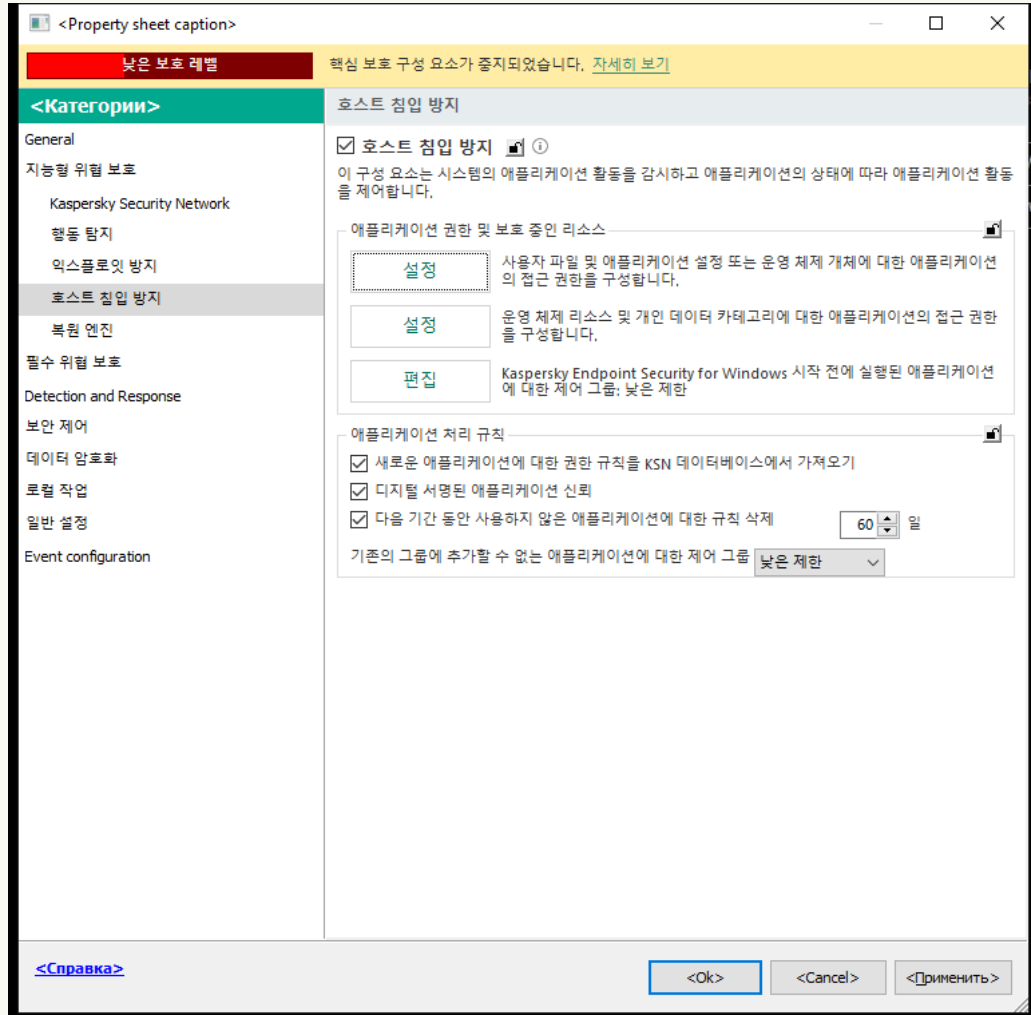 <Property sheet caption>
낮은 보호 레벨
핵심 보호 구성 요소가 중지되었습니다. 자세히 보기
<Категории>
General
지능형 위협 보호
Kaspersky Security Network
행동 탐지
익스플로잇 방지
호스트 침입 방지
복원 엔진
필수 위협 보호
Detection and Response
보안 제어
데이터 암호화
로컬 작업
일반 설정
Event configuration
호스트 침입 방지
호스트 침입 방지
이 구성 요소는 시스템의 애플리케이션 활동을 감시하고 애플리케이션의 상태에 따라 애플리케이션 활동
을 제어합니다.
애플리케이션 권한 및 보호 중인 리소스
설정
사용자 파일 및 애플리케이션 설정 또는 운영 체제 개체에 대한 애플리케이션
의 접근 권한을 구성합니다.
설정
운영 체제 리소스 및 개인 데이터 카테고리에 대한 애플리케이션의 접근 권한
을 구성합니다.
편집
Kaspersky Endpoint Security for Windows 시작 전에 실행된 애플리케이션
에 대한 제어 그룹: 낮은 제한
애플리케이션 처리 규칙
새로운 애플리케이션에 대한 권한 규칙을 KSN 데이터베이스에서 가져오기
디지털 서명된 애플리케이션 신뢰
다음 기간 동안 사용하지 않은 애플리케이션에 대한 규칙 삭제 60 일
기존의 그룹에 추가할 수 없는 애플리케이션에 대한 제어 그룹 낮은 제한
<Справка>
<Ok> <Cancel> <Применить>